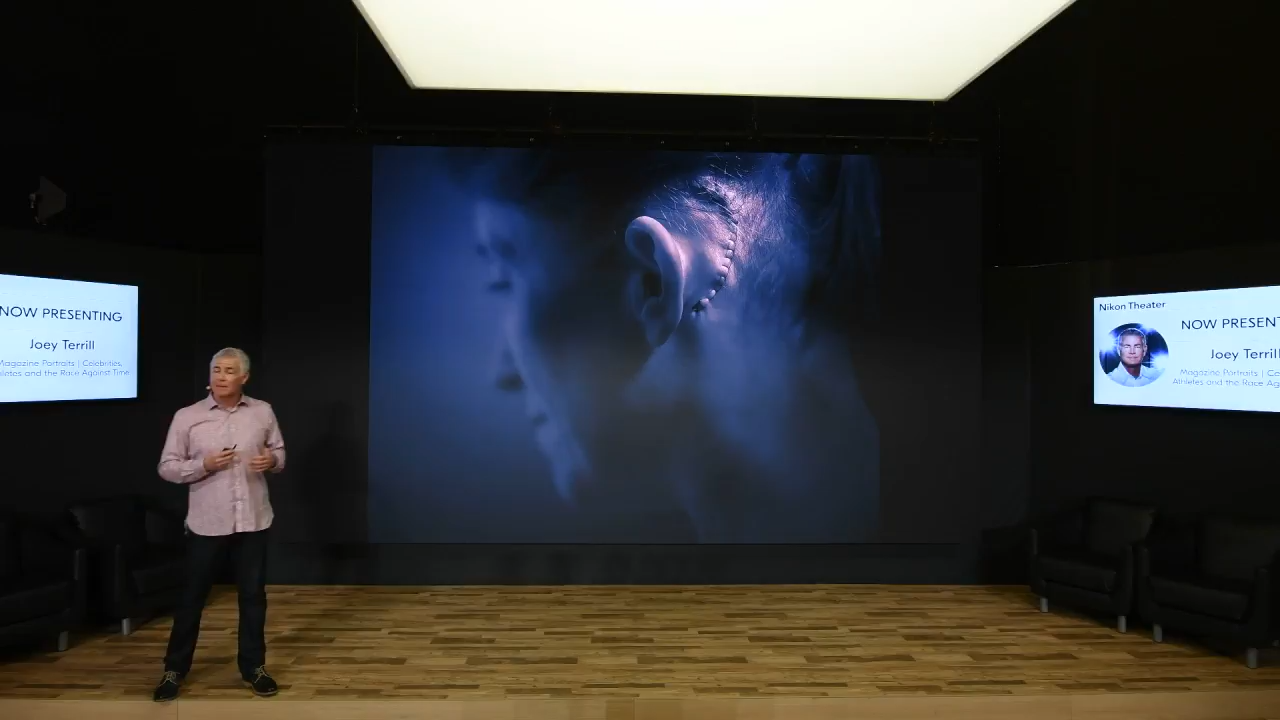 NOW PRESENTING
Joey Terrill
Magazine Portraits | Celebrities,
and the Race Against Time
Nikon Theater
NOW PRESENT
Joey Terrill
Magazine Portraits | Ce
Athletes and the Race Ag